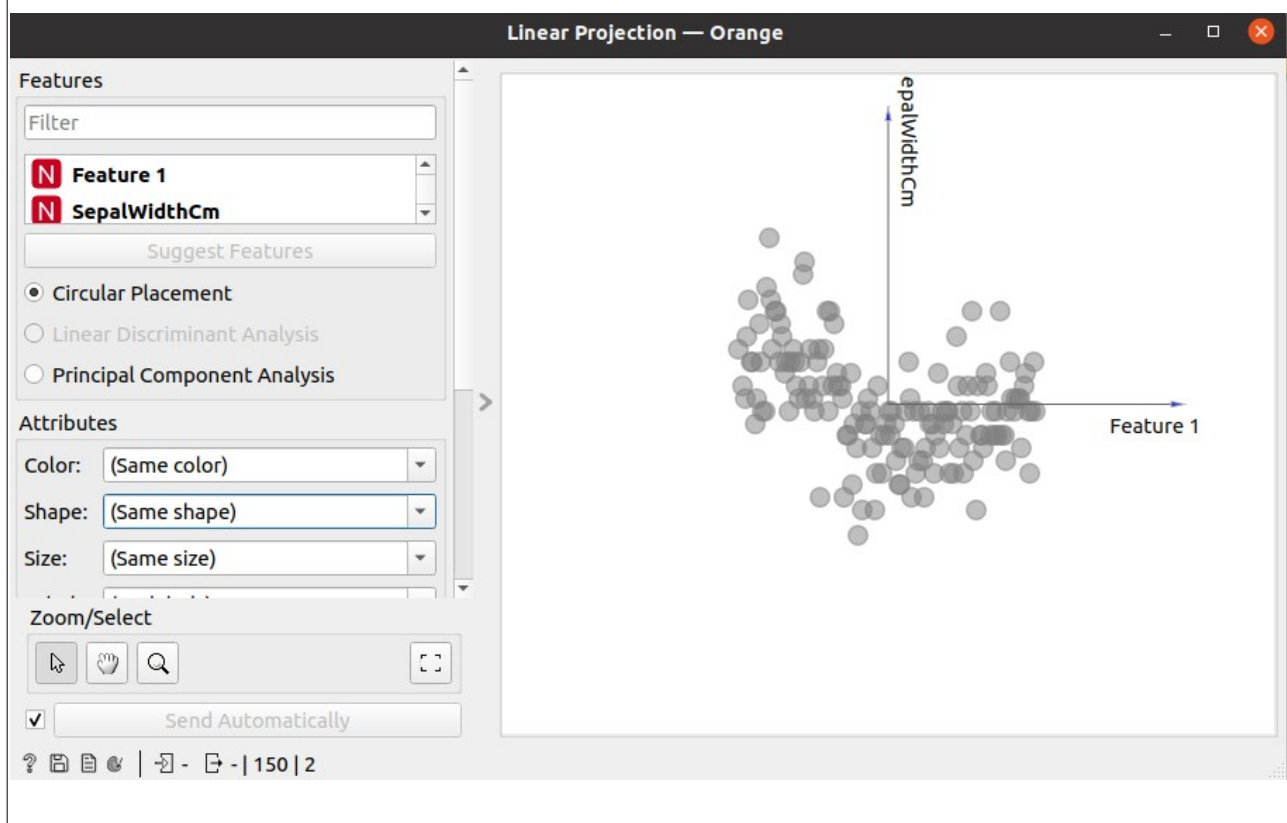 Linear Projection — Orange
Features
Filter
N Feature 1
N SepalWidthCm
Suggest Features
Circular Placement
Linear Discriminant Analysis
Principal Component Analysis
Attributes
Color: (Same color)
Shape: (Same shape)
Size: (Same size)
Zoom/Select
Send Automatically
? - - | 150 | 2
epalWidthCm
Feature 1